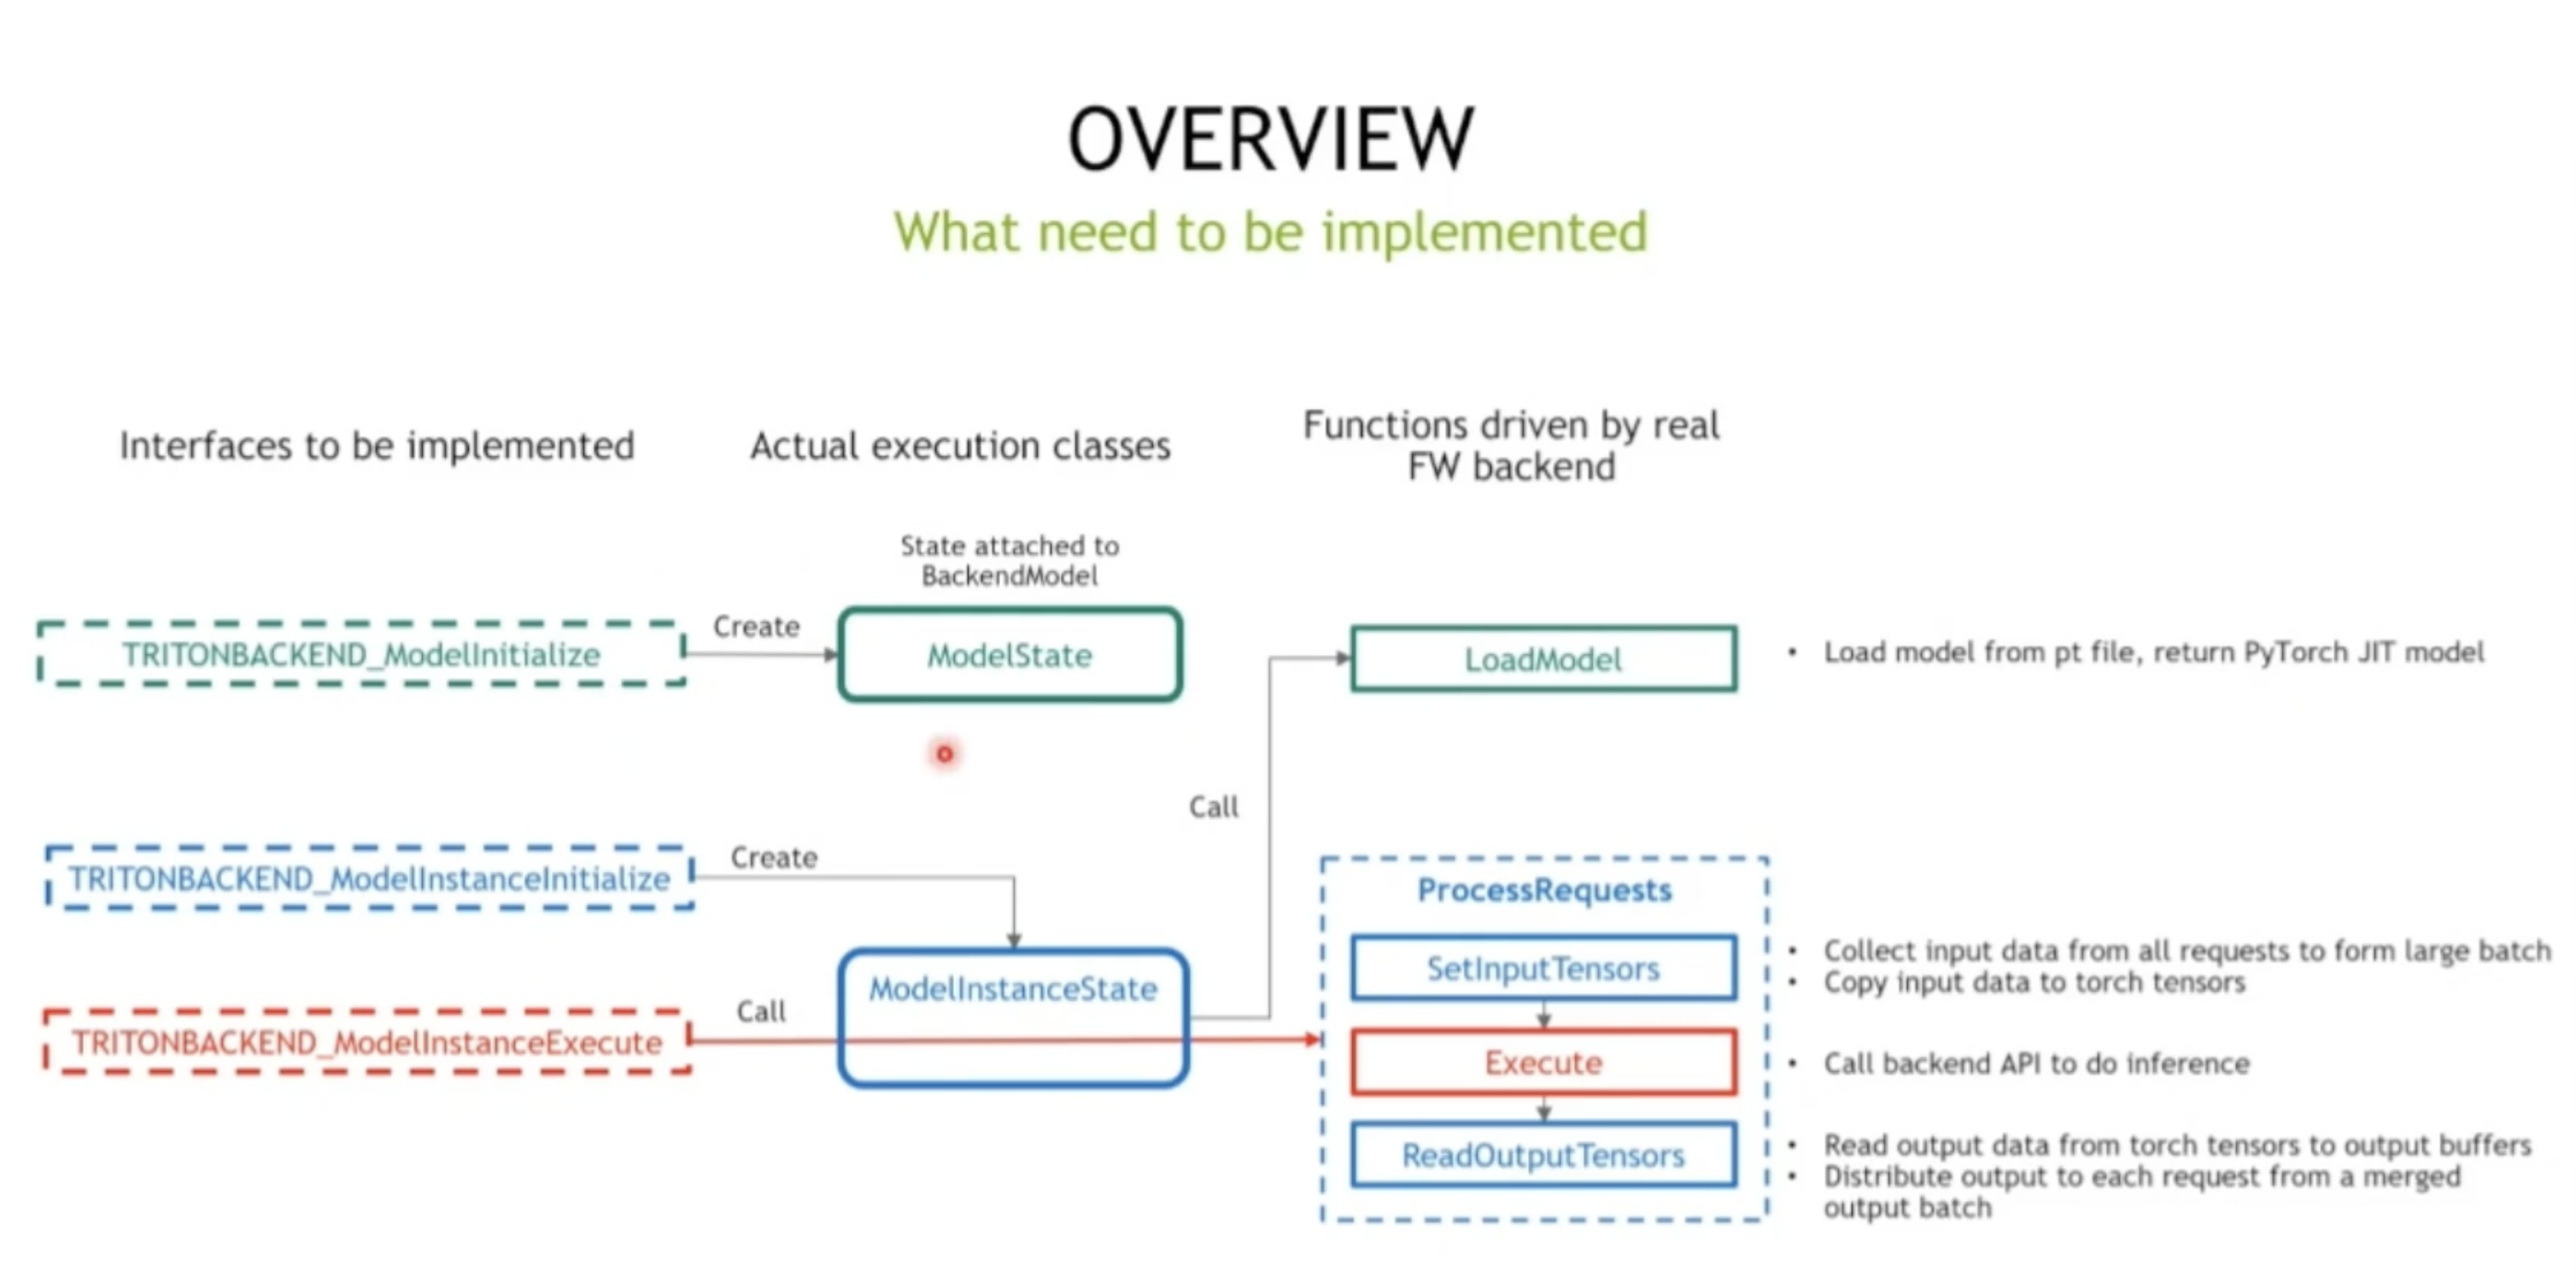 OVERVIEW
What need to be implemented
Interfaces to be implemented
Actual execution classes
Functions driven by real
FW backend
State attached to
BackendModel
TRITONBACKEND_ModelInitialize
Create
ModelState
LoadModel
• Load model from pt file, return PyTorch JIT model
Call
TRITONBACKEND_ModelInstanceInitialize
Create
ModelInstanceState
TRITONBACKEND_ModelInstanceExecute
Call
ProcessRequests
SetInputTensors
• Collect input data from all requests to form large batch
• Copy input data to torch tensors
Execute
• Call backend API to do inference
ReadOutputTensors
• Read output data from torch tensors to output buffers
• Distribute output to each request from a merged
output batch